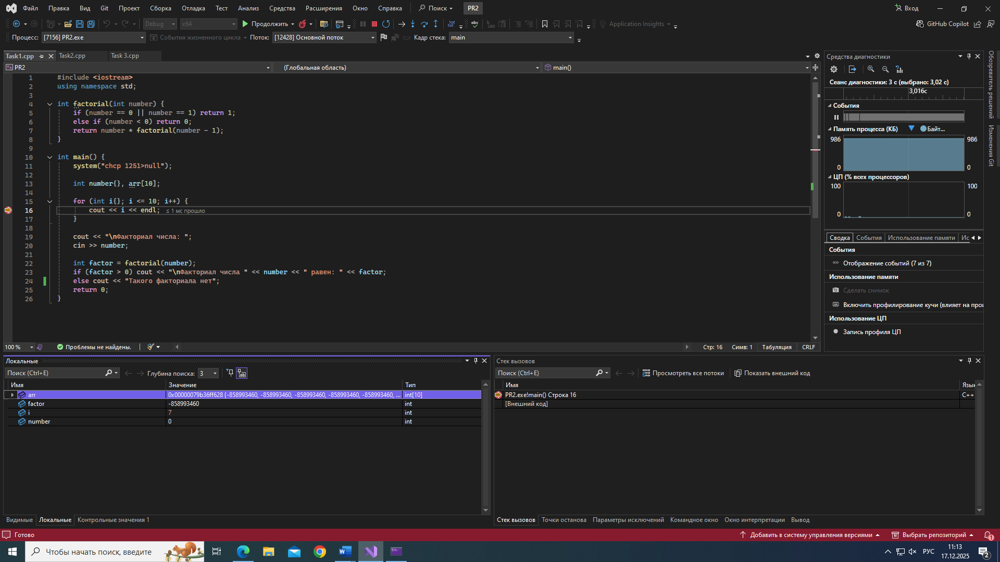 Файл Правка Вид Git Проект Сборка Отладка Тест Анализ Средства Расширения Окно Справка Поиск PR2 Вход
Debug x64 Продолжить Application Insights GitHub Copilot
Процесс: [7156] PR2.exe События жизненного цикла Поток: [12428] Основной поток Кадр стека: main
Task1.cpp Task2.cpp Task 3.cpp
PR2 (Глобальная область) main()
1 #include <iostream>
2 using namespace std;
3
4 int factorial(int number) {
5 if (number == 0 || number == 1) return 1;
6 else if (number < 0) return 0;
7 return number * factorial(number - 1);
8 }
9
10 int main() {
11 system("chcp 1251>null");
12
13 int number{}, arr[10];
14
15 for (int i{}; i <= 10; i++) {
16 cout << i << endl; ≤ 1 мс прошло
17 }
18
19 cout << "\nФакториал числа: ";
20 cin >> number;
21
22 int factor = factorial(number);
23 if (factor > 0) cout << "\nФакториал числа " << number << " равен: " << factor;
24 else cout << "Такого факториала нет";
25 return 0;
26 }
100 % Проблемы не найдены. Стр: 16 Симв: 1 Табуляция CRLF
Средства диагностики
Сеанс диагностики: 3 с (выбрано: 3,02 с)
3,016с
События
Память процесса (КБ) Байт...
986 986
0 0
ЦП (% всех процессоров)
100 100
0 0
Сводка События Использование памяти Ис
События
Отображение событий (7 из 7)
Использование памяти
Сделать снимок
Включить профилирование кучи (влияет на прои
Использование ЦП
Запись профиля ЦП
Обозреватель решений
Изменения Git
Локальные
Поиск (Ctrl+E) Глубина поиска: 3
Имя Значение Тип
arr 0x00000079b36ff628 {-858993460, -858993460, -858993460, -858993460, -858993460, ... int[10]
factor -858993460 int
i 7 int
number 0 int
Видимые Локальные Контрольные значения 1
Стек вызовов
Поиск (Ctrl+E) Просмотреть все потоки Показать внешний код
Имя Язык
PR2.exe!main() Строка 16 C++
[Внешний код]
Стек вызовов Точки останова Параметры исключений Командное окно Окно интерпретации Вывод
Готово Добавить в систему управления версиями Выбрать репозиторий 1
Чтобы начать поиск, введите РУС 11:13
17.12.2025 2